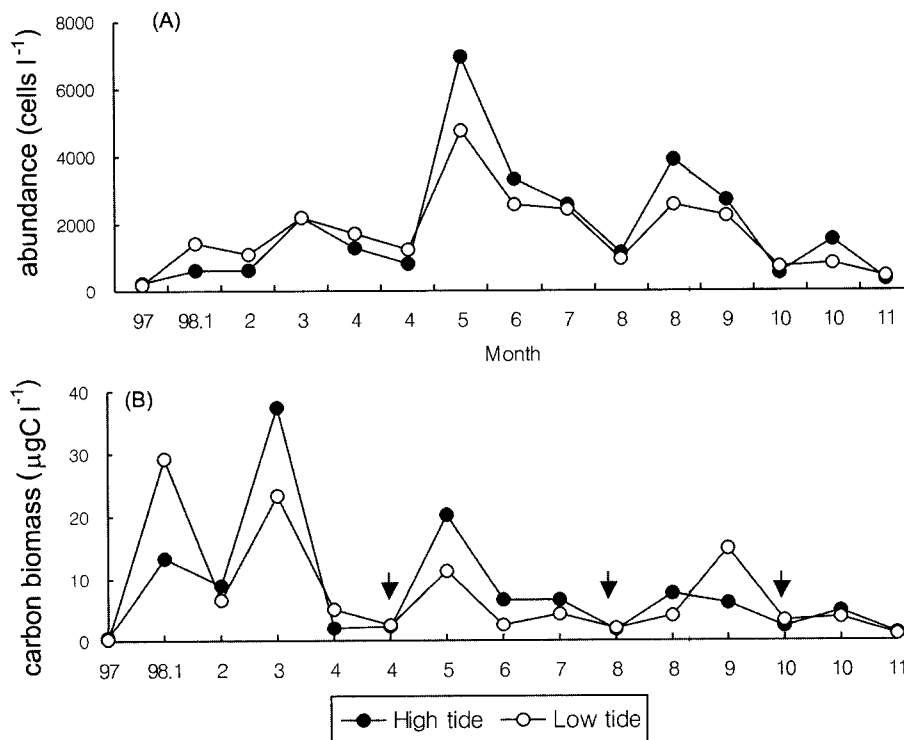 (A)
abundance (cells l⁻¹)
8000
6000
4000
2000
0
97 98.1 2 3 4 4 5 6 7 8 8 9 10 10 11
Month
(B)
carbon biomass (μgC l⁻¹)
40
30
20
10
0
97 98.1 2 3 4 4 5 6 7 8 8 9 10 10 11
High tide Low tide